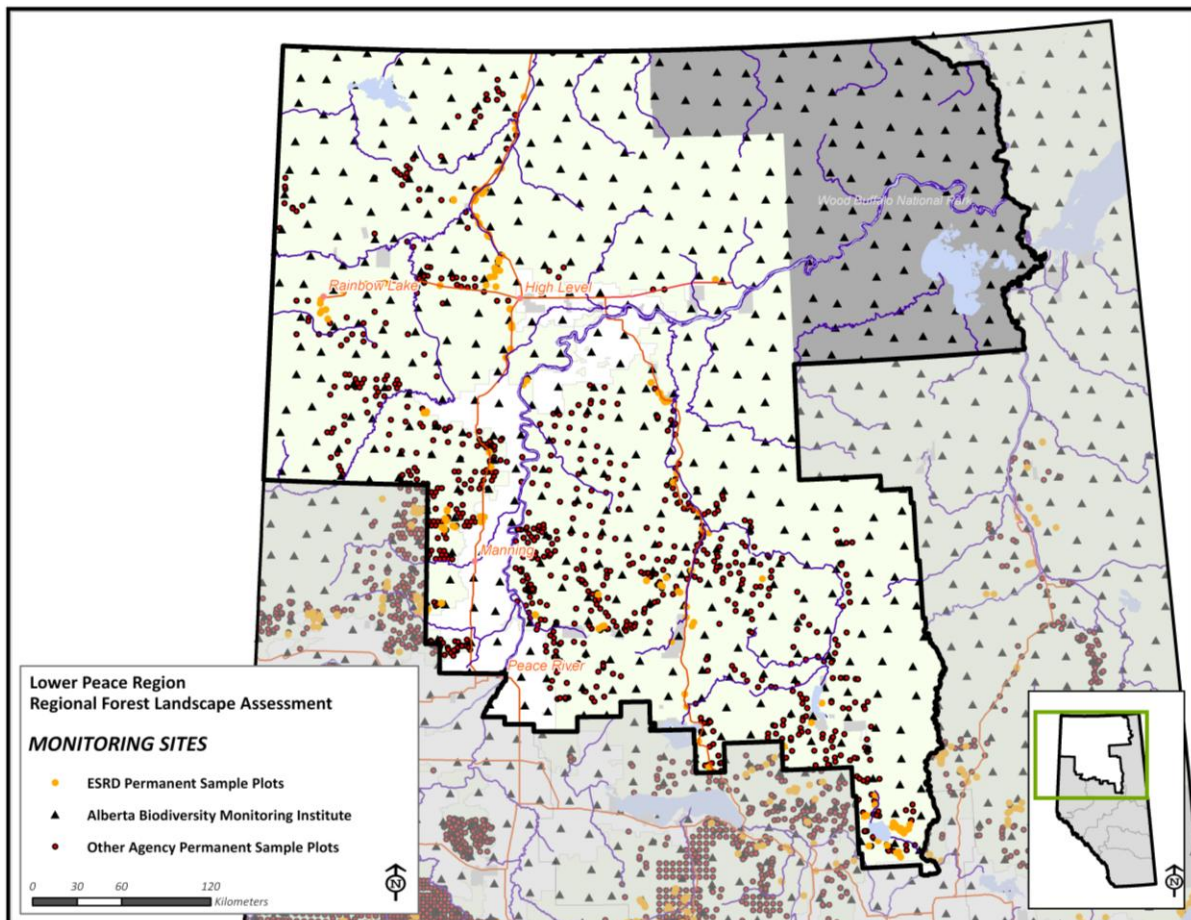 Wood Buffalo National Park
Rainbow Lake
High Level
Manning
Peace River
Lower Peace Region
Regional Forest Landscape Assessment
MONITORING SITES
ESRD Permanent Sample Plots
Alberta Biodiversity Monitoring Institute
Other Agency Permanent Sample Plots
0 30 60 120
Kilometers
N
N